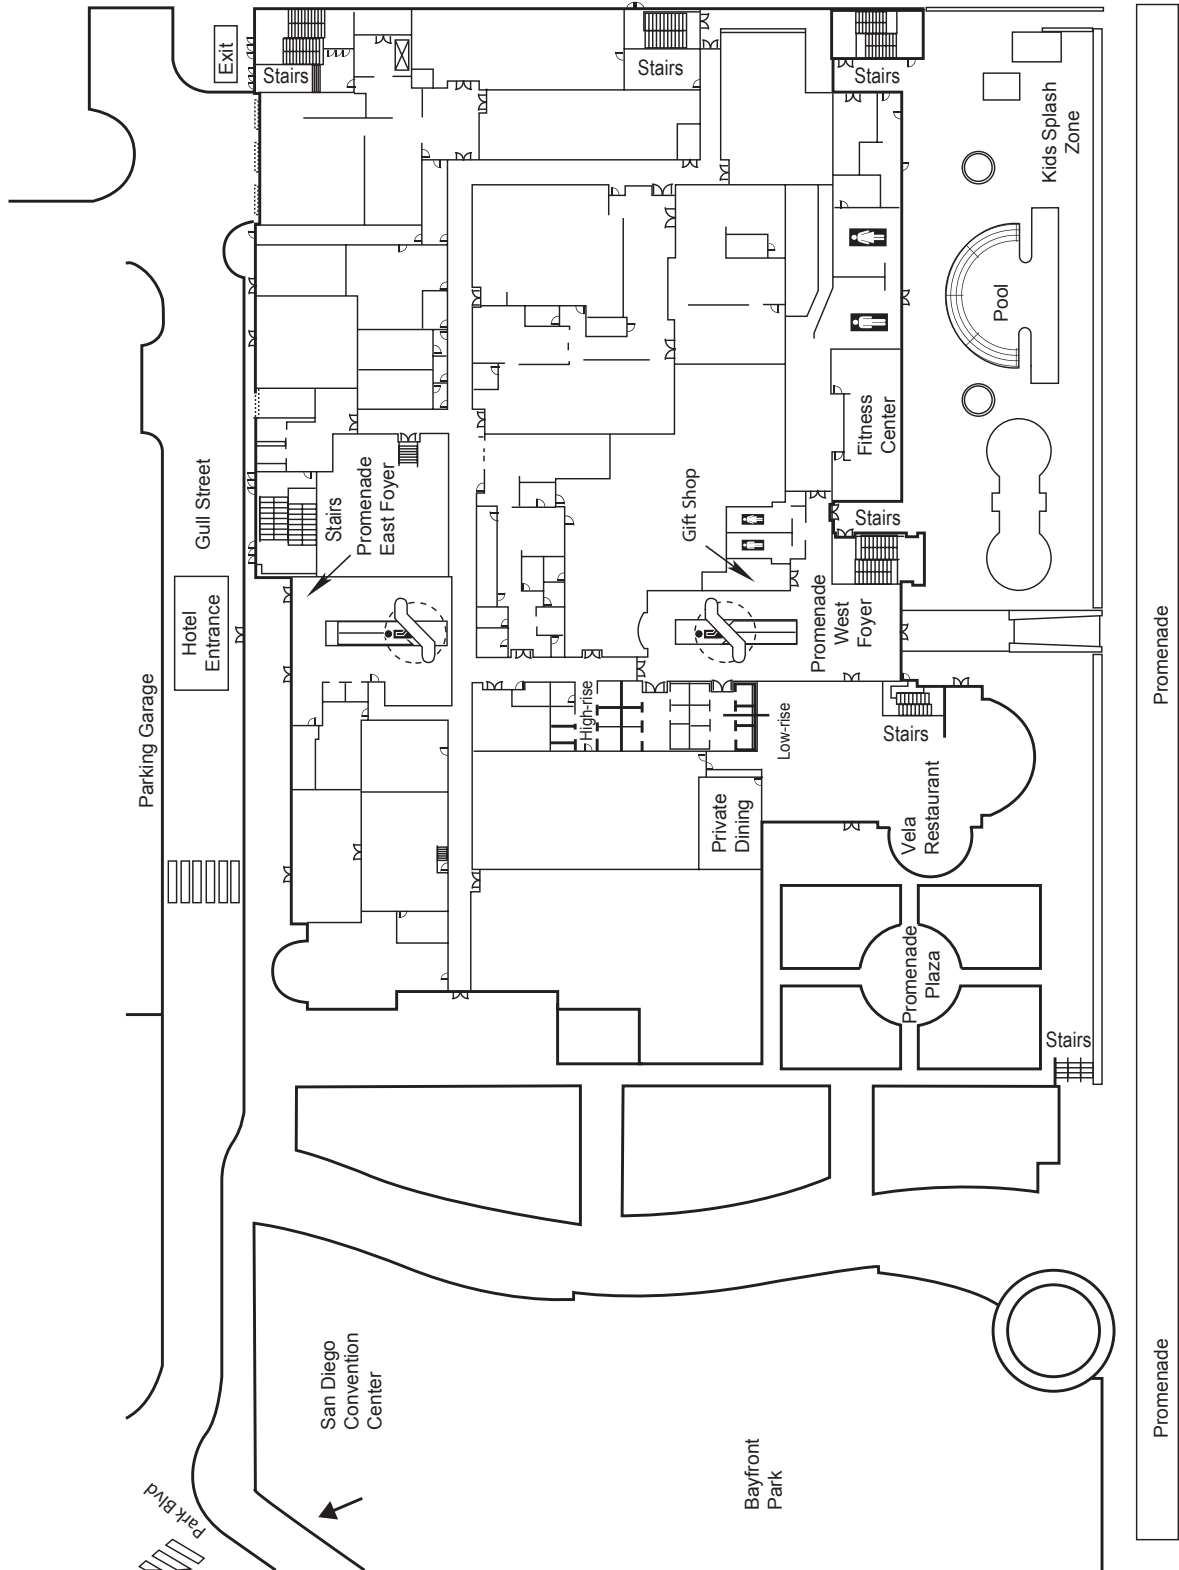 Exit
Stairs
Stairs
Stairs
Kids Splash
Zone
Pool
Fitness
Center
Gull Street
Stairs
Promenade
East Foyer
Gift Shop
Stairs
Hotel
Entrance
Promenade
West
Foyer
Promenade
Parking Garage
High-rise
Low-rise
Stairs
Private
Dining
Vela
Restaurant
Promenade
Plaza
Stairs
San Diego
Convention
Center
Promenade
Bayfront
Park
Park Blvd